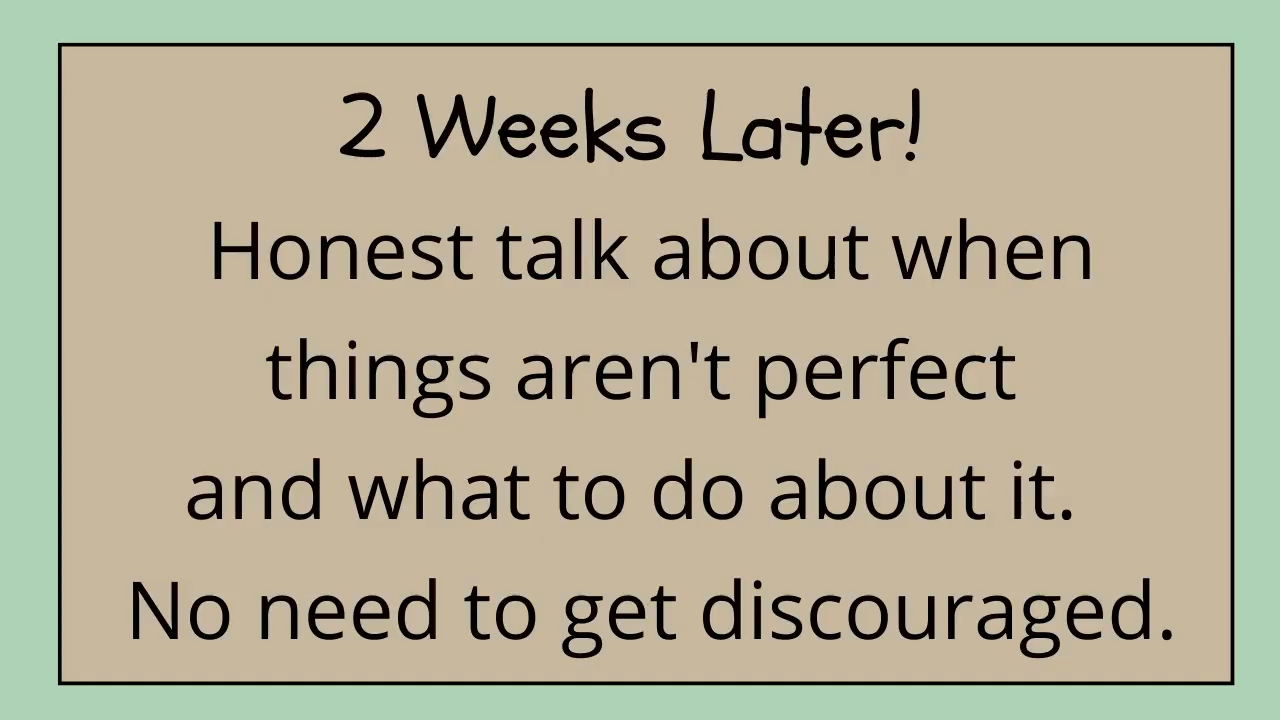 2 Weeks Later!
Honest talk about when
things aren't perfect
and what to do about it.
No need to get discouraged.